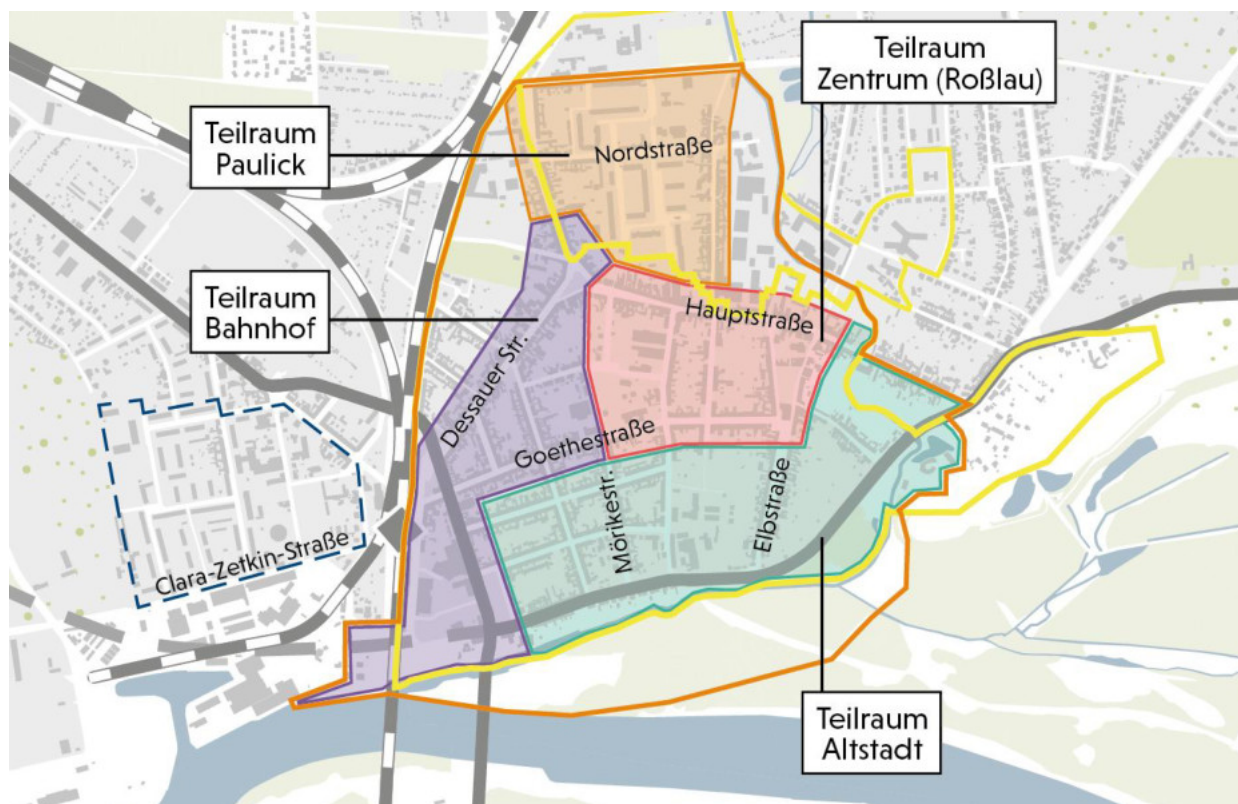 Teilraum
Zentrum (Roßlau)
Teilraum
Paulick
Nordstraße
Teilraum
Bahnhof
Hauptstraße
Dessauer Str.
Goethestraße
Mörikestr.
Elbstraße
Clara-Zetkin-Straße
Teilraum
Altstadt